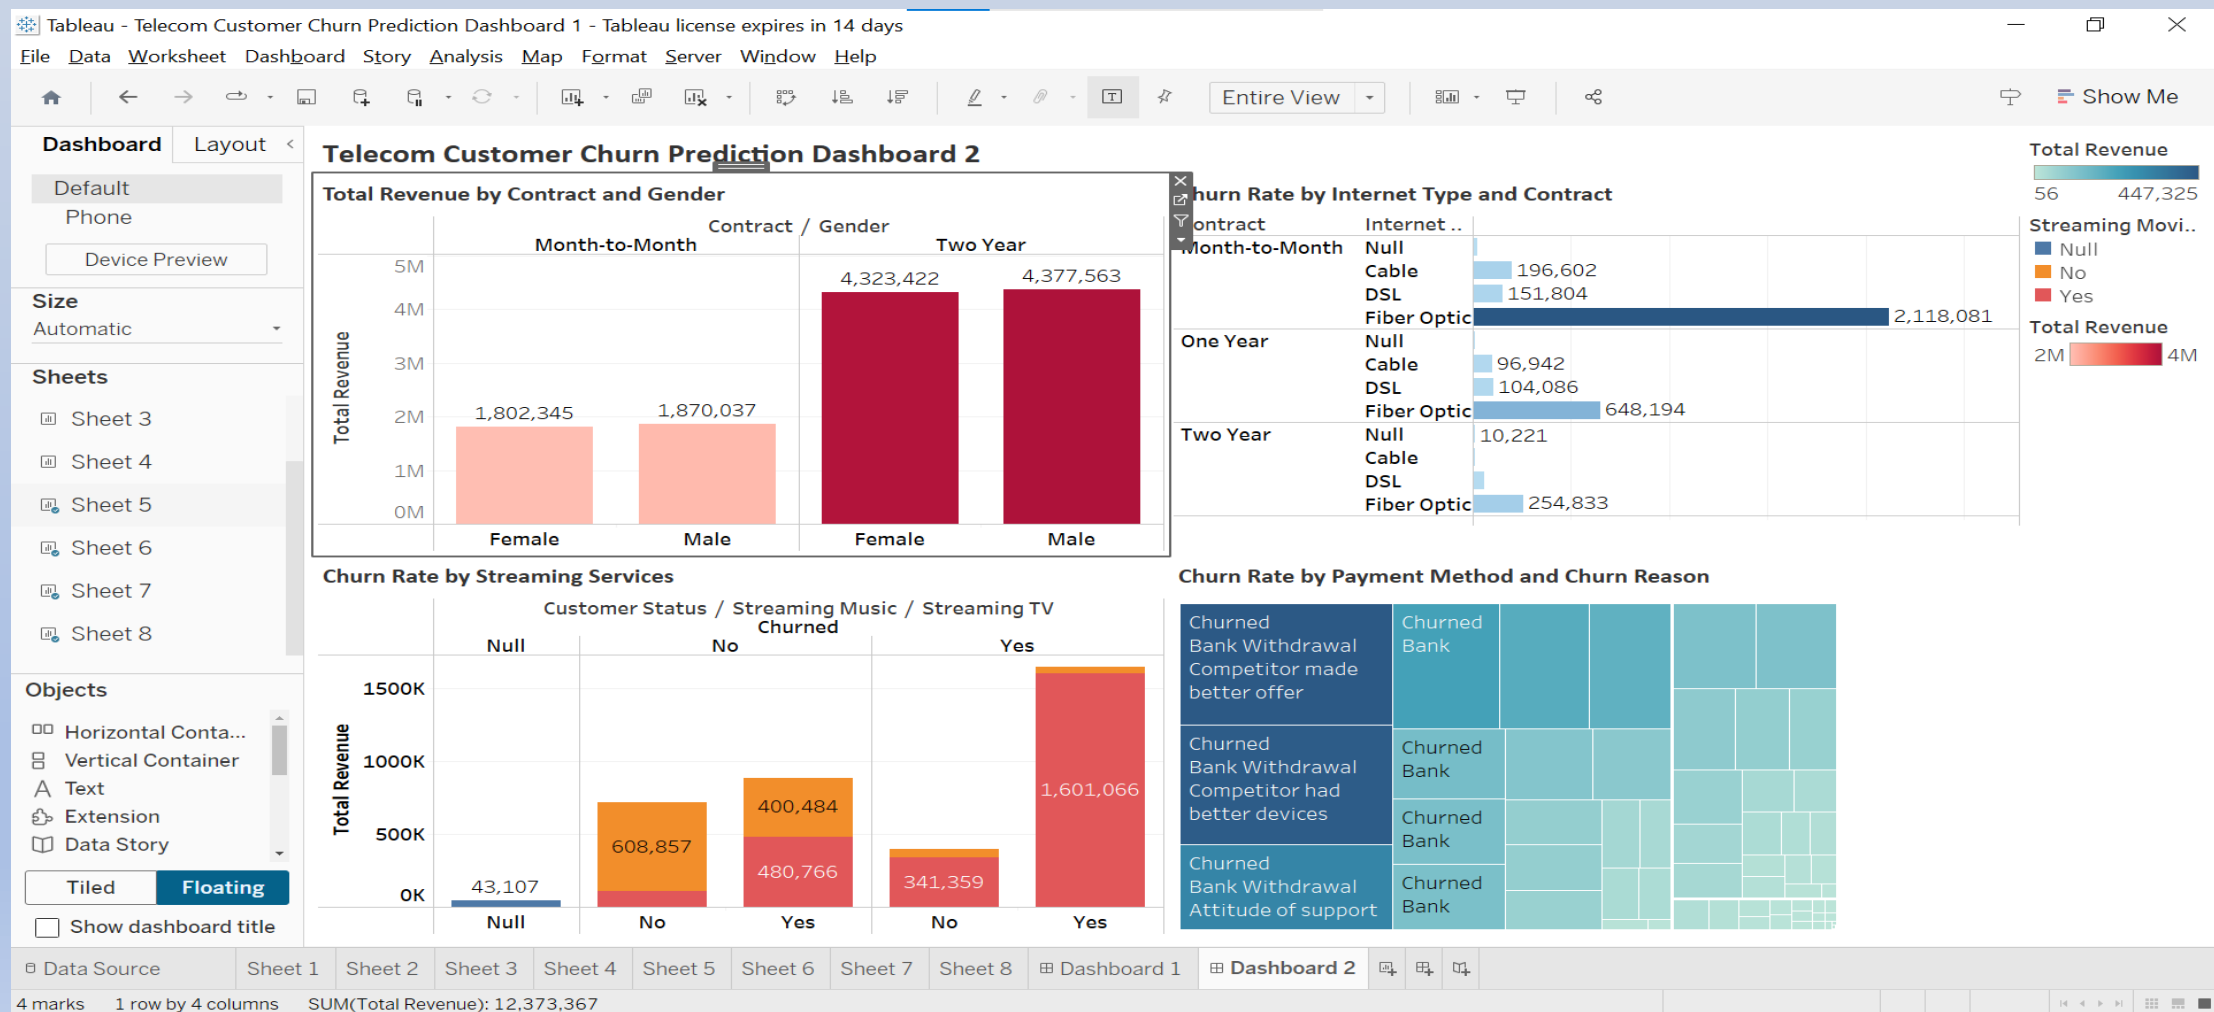 Tableau - Telecom Customer Churn Prediction Dashboard 1 - Tableau license expires in 14 days
File Data Worksheet Dashboard Story Analysis Map Format Server Window Help
Entire View
Show Me
Dashboard Layout
Default
Phone
Device Preview
Size
Automatic
Sheets
Sheet 3
Sheet 4
Sheet 5
Sheet 6
Sheet 7
Sheet 8
Objects
Horizontal Conta...
Vertical Container
Text
Extension
Data Story
Tiled Floating
Show dashboard title
Telecom Customer Churn Prediction Dashboard 2
Total Revenue by Contract and Gender
Contract / Gender
Month-to-Month Two Year
Total Revenue
5M
4M
3M
2M
1M
0M
1,802,345
1,870,037
4,323,422
4,377,563
Female Male Female Male
hurn Rate by Internet Type and Contract
ontract Internet ..
Month-to-Month Null
Cable 196,602
DSL 151,804
Fiber Optic 2,118,081
One Year Null
Cable 96,942
DSL 104,086
Fiber Optic 648,194
Two Year Null 10,221
Cable
DSL
Fiber Optic 254,833
Total Revenue
56 447,325
Streaming Movi..
Null
No
Yes
Total Revenue
2M 4M
Churn Rate by Streaming Services
Customer Status / Streaming Music / Streaming TV
Churned
Null No Yes
Total Revenue
1500K
1000K
500K
0K
43,107
608,857
400,484
480,766
341,359
1,601,066
Null No Yes No Yes
Churn Rate by Payment Method and Churn Reason
Churned
Bank Withdrawal
Competitor made
better offer
Churned
Bank Withdrawal
Competitor had
better devices
Churned
Bank Withdrawal
Attitude of support
Churned
Bank
Churned
Bank
Churned
Bank
Churned
Bank
Data Source Sheet 1 Sheet 2 Sheet 3 Sheet 4 Sheet 5 Sheet 6 Sheet 7 Sheet 8 Dashboard 1 Dashboard 2
4 marks 1 row by 4 columns SUM(Total Revenue): 12,373,367